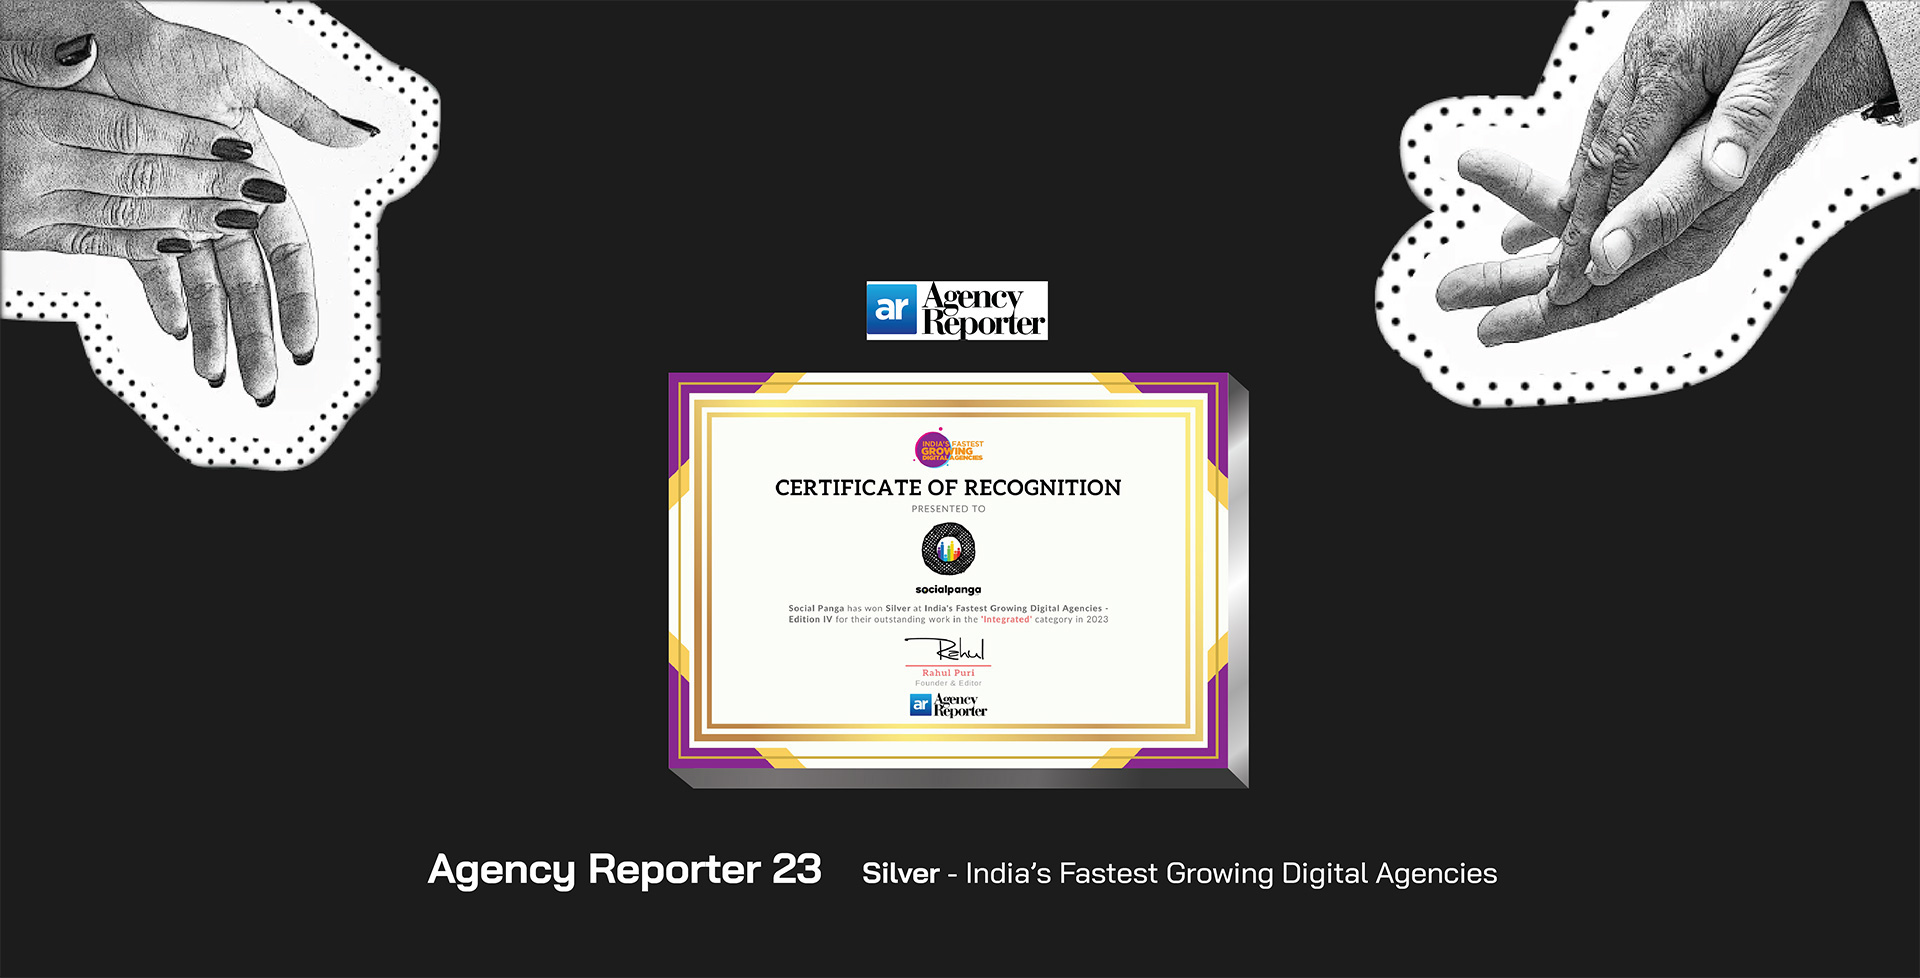 ar Agency
Reporter
INDIA'S FASTEST
GROWING
DIGITAL AGENCIES
CERTIFICATE OF RECOGNITION
PRESENTED TO
socialpanga
Social Panga has won Silver at India's Fastest Growing Digital Agencies -
Edition IV for their outstanding work in the 'Integrated' category in 2023
Rahul
Rahul Puri
Founder & Editor
ar Agency
Reporter
Agency Reporter 23 Silver - India’s Fastest Growing Digital Agencies